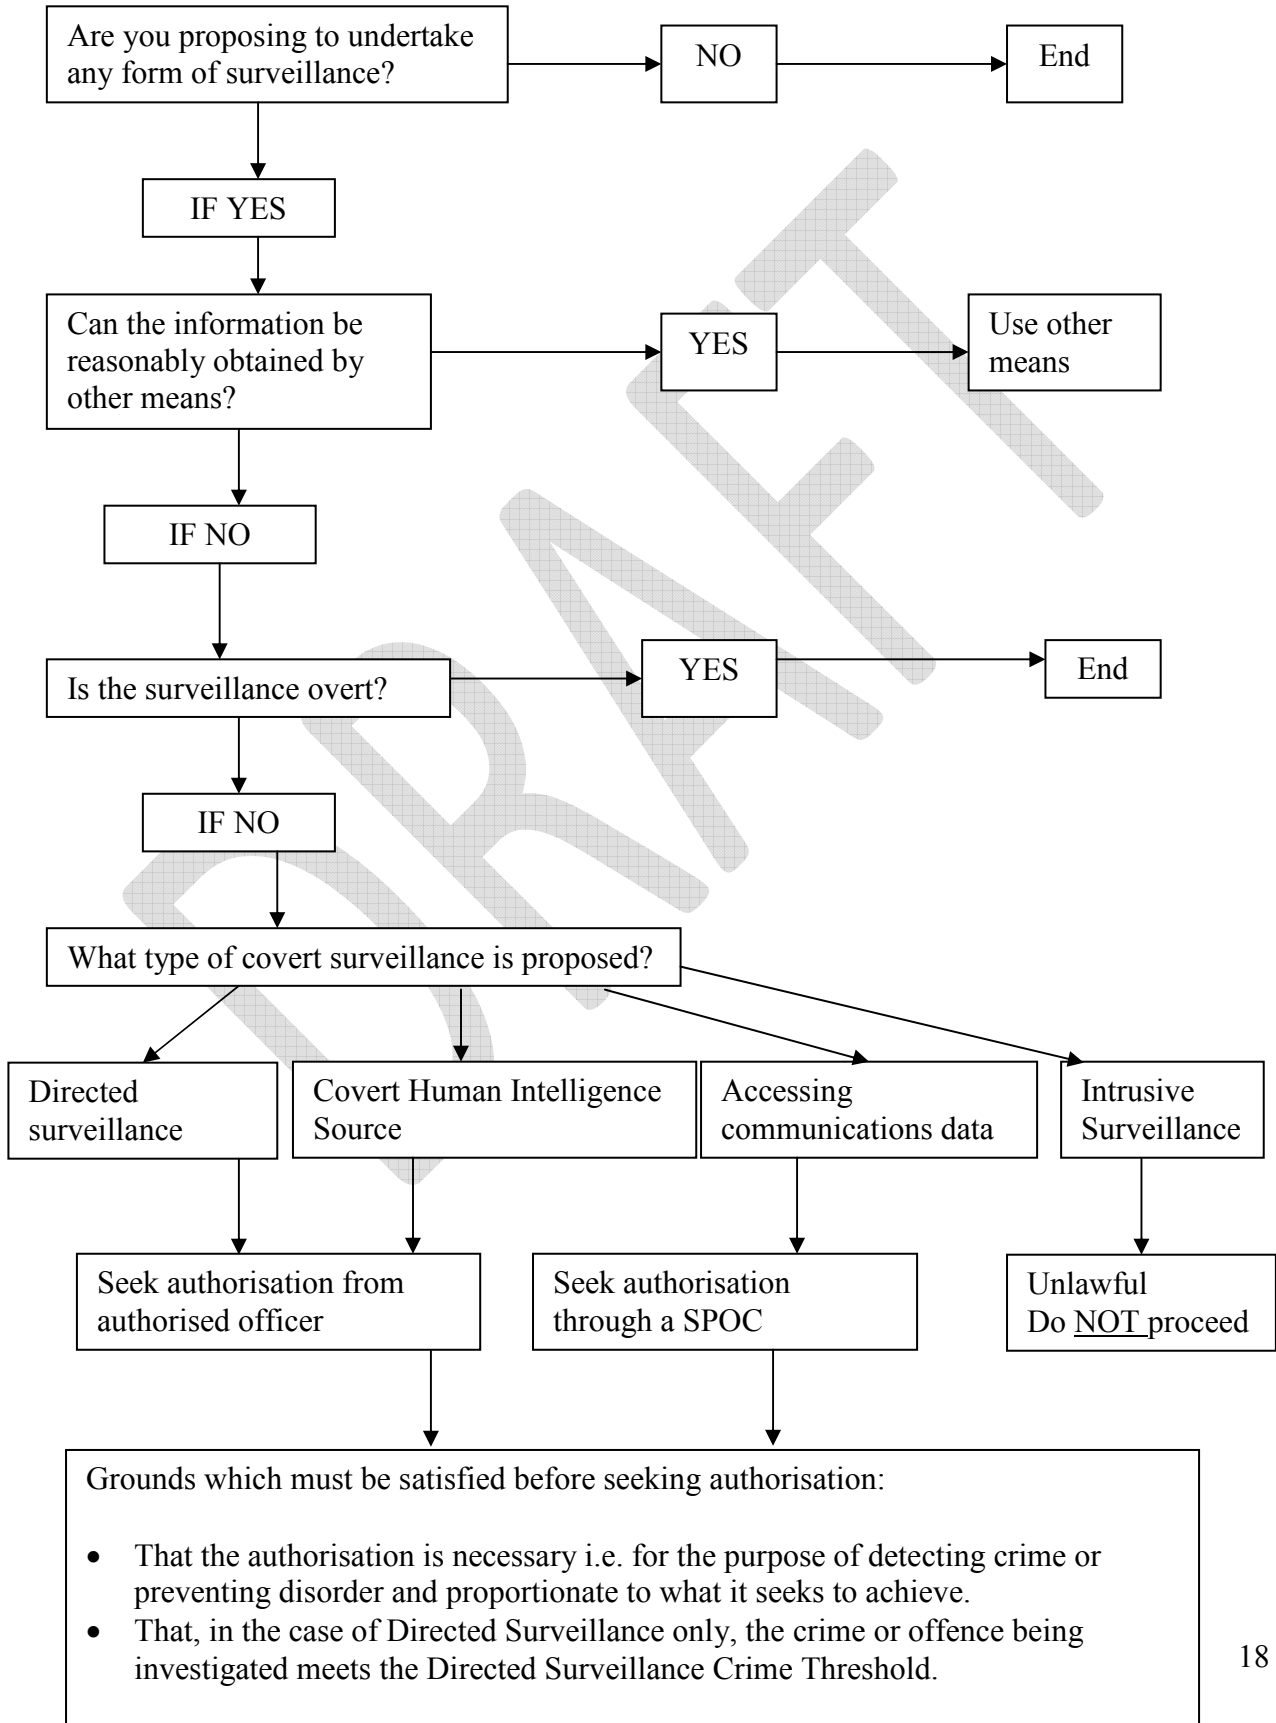 Are you proposing to undertake
any form of surveillance?
NO
End
IF YES
Can the information be
reasonably obtained by
other means?
YES
Use other
means
IF NO
Is the surveillance overt?
YES
End
IF NO
What type of covert surveillance is proposed?
Directed
surveillance
Covert Human Intelligence
Source
Accessing
communications data
Intrusive
Surveillance
Seek authorisation from
authorised officer
Seek authorisation
through a SPOC
Unlawful
Do NOT proceed
Grounds which must be satisfied before seeking authorisation:
• That the authorisation is necessary i.e. for the purpose of detecting crime or
preventing disorder and proportionate to what it seeks to achieve.
• That, in the case of Directed Surveillance only, the crime or offence being
investigated meets the Directed Surveillance Crime Threshold.
18
DRAFT